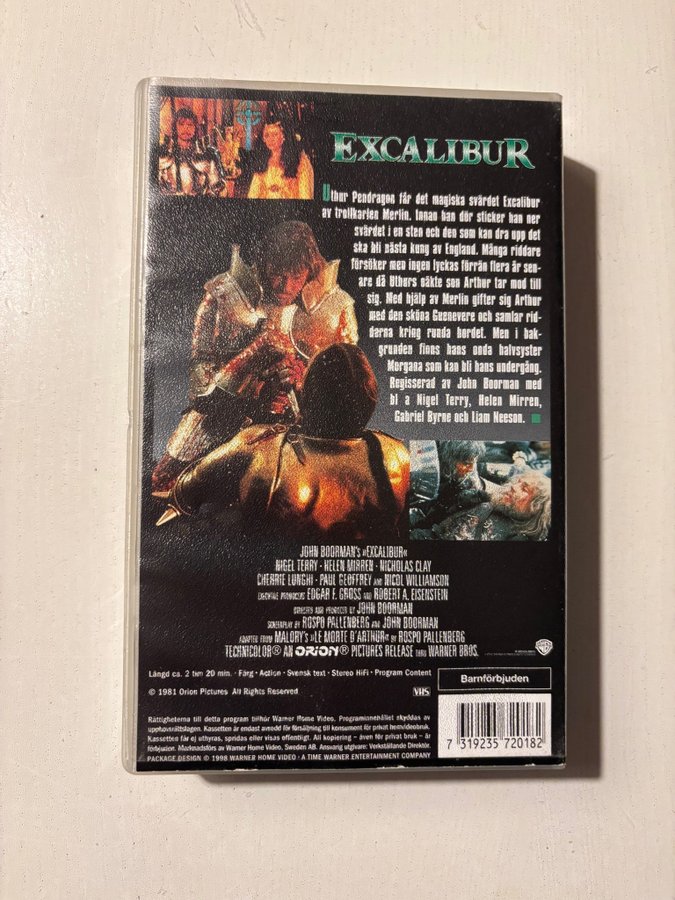 EXCALIBUR
Uthur Pendragon får det magiska svärdet Excalibur
av trollkarlen Merlin. Innan han dör sticker han ner
svärdet i en sten och den som kan dra upp det
ska bli nästa kung av England. Många riddare
försöker men ingen lyckas förrän flera år sen-
are då Uthurs oäkte son Arthur tar mod till
sig. Med hjälp av Merlin gifter sig Arthur
med den sköna Guenevere och samlar rid-
darna kring runda bordet. Men i bak-
grunden finns hans onda halvsyster
Morgana som kan bli hans undergång.
Regisserad av John Boorman med
bl a Nigel Terry, Helen Mirren,
Gabriel Byrne och Liam Neeson.
JOHN BOORMAN'S »EXCALIBUR«
NIGEL TERRY · HELEN MIRREN · NICHOLAS CLAY
CHERRIE LUNGHI · PAUL GEOFFREY AND NICOL WILLIAMSON
EXECUTIVE PRODUCERS EDGAR F. GROSS AND ROBERT A. EISENSTEIN
DIRECTED AND PRODUCED BY JOHN BOORMAN
SCREENPLAY BY ROSPO PALLENBERG AND JOHN BOORMAN
ADAPTED FROM MALORY'S »LE MORTE D'ARTHUR« BY ROSPO PALLENBERG
TECHNICOLOR® AN ORION® PICTURES RELEASE THRU WARNER BROS.
Längd ca. 2 tim 20 min. · Färg · Action · Svensk text · Stereo HiFi · Program Content
© 1981 Orion Pictures All Rights Reserved
VHS
Barnförbjuden
Rättigheterna till detta program tillhör Warner Home Video. Programinnehållet skyddas av
upphovsrättslagen. Kassetten är endast avsedd för försäljning till konsument för privat hemvideobruk.
Kassetten får ej uthyras, spridas eller visas offentligt. All kopiering – även för privat bruk – är
förbjuden. Marknadsförs av Warner Home Video, Sweden AB. Ansvarig utgivare: Verkställande Direktör.
PACKAGE DESIGN © 1998 WARNER HOME VIDEO · A TIME WARNER ENTERTAINMENT COMPANY
7 319235 720182